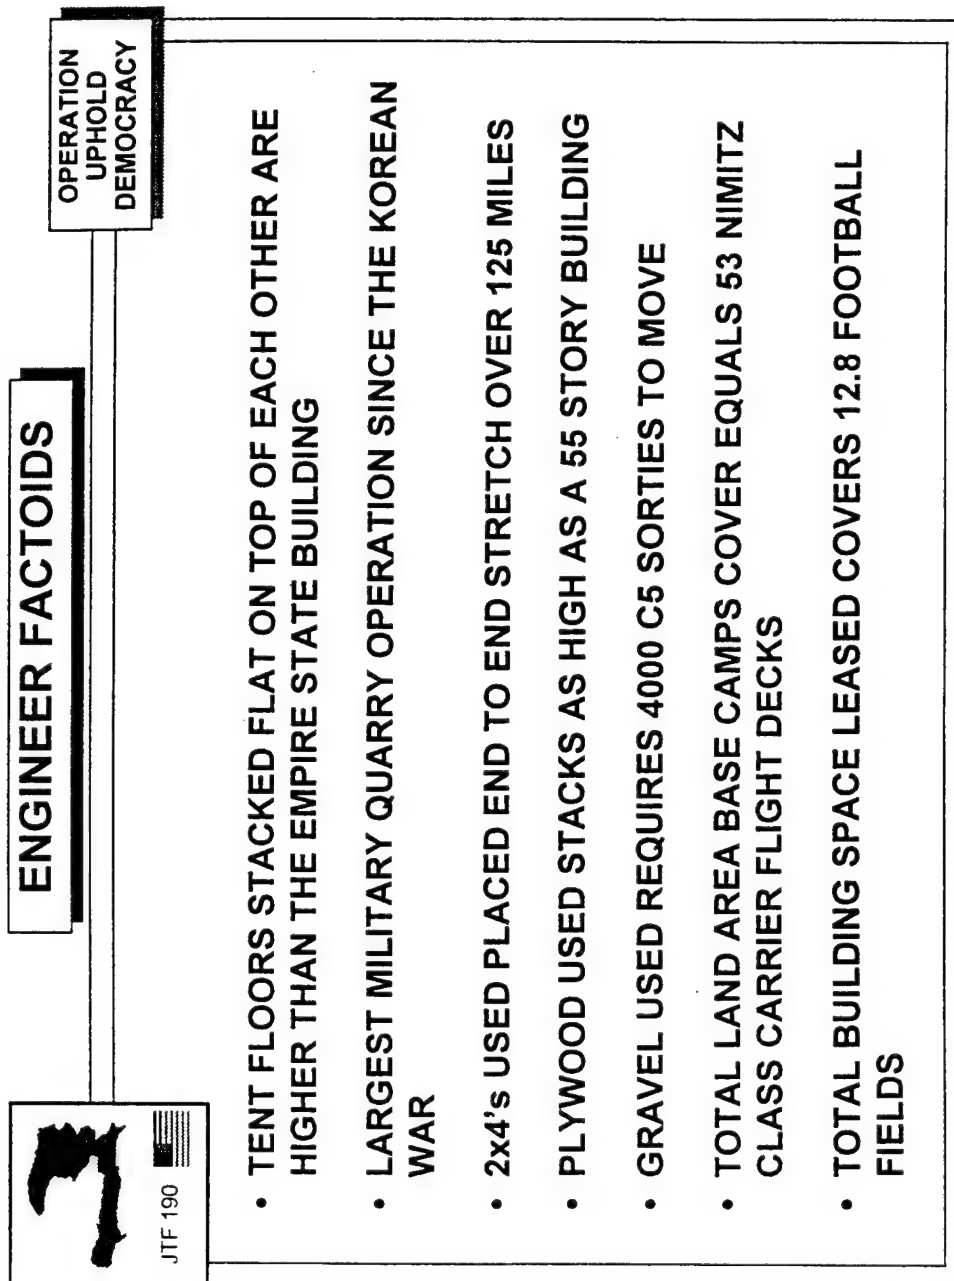 JTF 190
ENGINEER FACTOIDS
OPERATION
UPHOLD
DEMOCRACY
• TENT FLOORS STACKED FLAT ON TOP OF EACH OTHER ARE
HIGHER THAN THE EMPIRE STATE BUILDING
• LARGEST MILITARY QUARRY OPERATION SINCE THE KOREAN
WAR
• 2x4's USED PLACED END TO END STRETCH OVER 125 MILES
• PLYWOOD USED STACKS AS HIGH AS A 55 STORY BUILDING
• GRAVEL USED REQUIRES 4000 C5 SORTIES TO MOVE
• TOTAL LAND AREA BASE CAMPS COVER EQUALS 53 NIMITZ
CLASS CARRIER FLIGHT DECKS
• TOTAL BUILDING SPACE LEASED COVERS 12.8 FOOTBALL
FIELDS